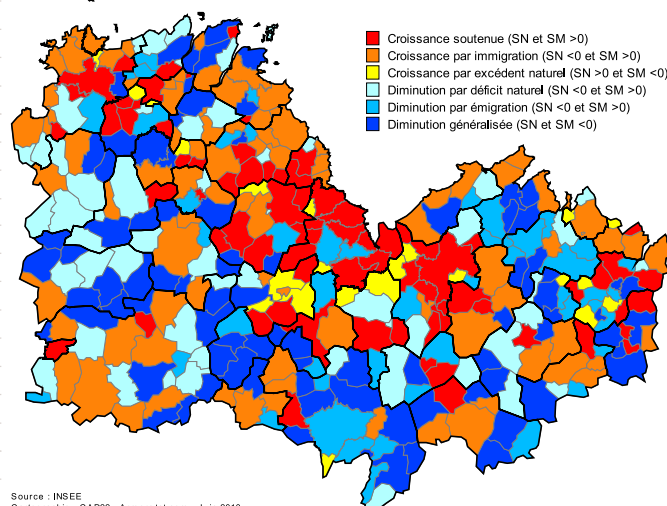 Croissance soutenue (SN et SM >0)
Croissance par immigration (SN <0 et SM >0)
Croissance par excédent naturel (SN >0 et SM <0)
Diminution par déficit naturel (SN <0 et SM >0)
Diminution par émigration (SN <0 et SM >0)
Diminution généralisée (SN et SM <0)
Source : INSEE